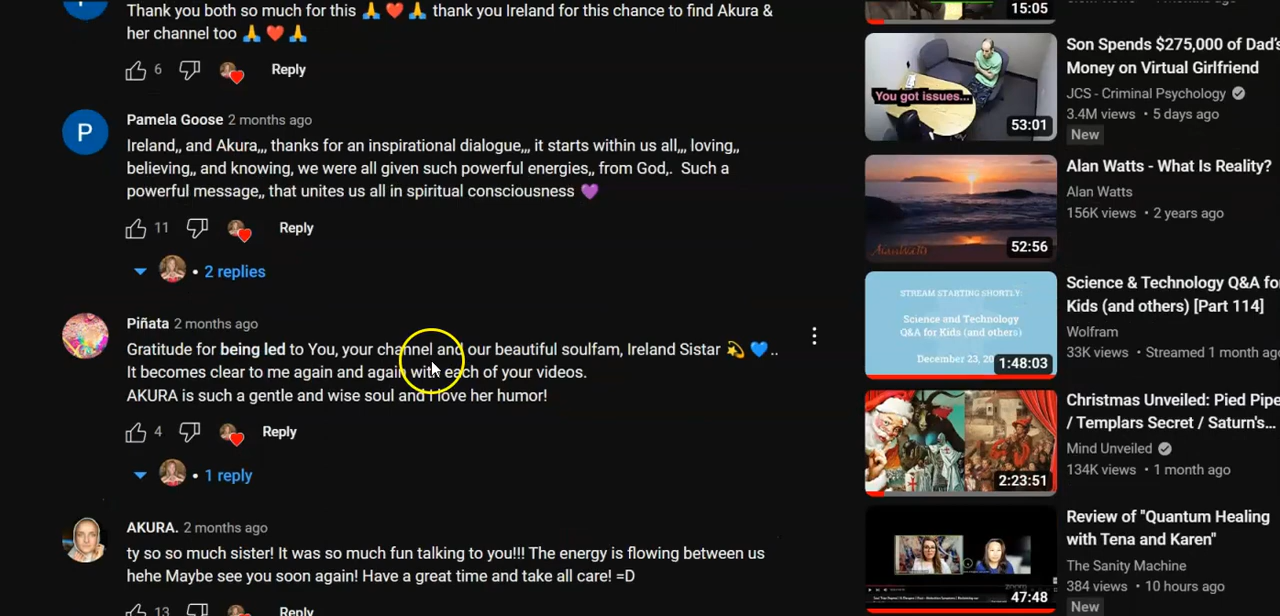 Thank you both so much for this 🙏 ❤️ 🙏 thank you Ireland for this chance to find Akura &
her channel too 🙏 ❤️ 🙏
6
Reply
P
Pamela Goose 2 months ago
Ireland,, and Akura,,, thanks for an inspirational dialogue,,, it starts within us all,,, loving,,
believing,, and knowing, we were all given such powerful energies,, from God,. Such a
powerful message,, that unites us all in spiritual consciousness 💜
11
Reply
• 2 replies
Piñata 2 months ago
Gratitude for being led to You, your channel and our beautiful soulfam, Ireland Sistar 💫 💙 ..
It becomes clear to me again and again with each of your videos.
AKURA is such a gentle and wise soul and I love her humor!
4
Reply
• 1 reply
AKURA. 2 months ago
ty so so much sister! It was so much fun talking to you!!! The energy is flowing between us
hehe Maybe see you soon again! Have a great time and take all care! =D
13
Reply
15:05
You got issues...
53:01
Son Spends $275,000 of Dad's
Money on Virtual Girlfriend
JCS - Criminal Psychology
3.4M views • 5 days ago
New
AlanWatts
52:56
Alan Watts - What Is Reality?
Alan Watts
156K views • 2 years ago
STREAM STARTING SHORTLY:
Science and Technology
Q&A for Kids (and others)
December 23, 20
1:48:03
Science & Technology Q&A for
Kids (and others) [Part 114]
Wolfram
33K views • Streamed 1 month ago
2:23:51
Christmas Unveiled: Pied Pipe
/ Templars Secret / Saturn's...
Mind Unveiled
134K views • 1 month ago
zoom
47:48
Review of "Quantum Healing
with Tena and Karen"
The Sanity Machine
384 views • 10 hours ago
New